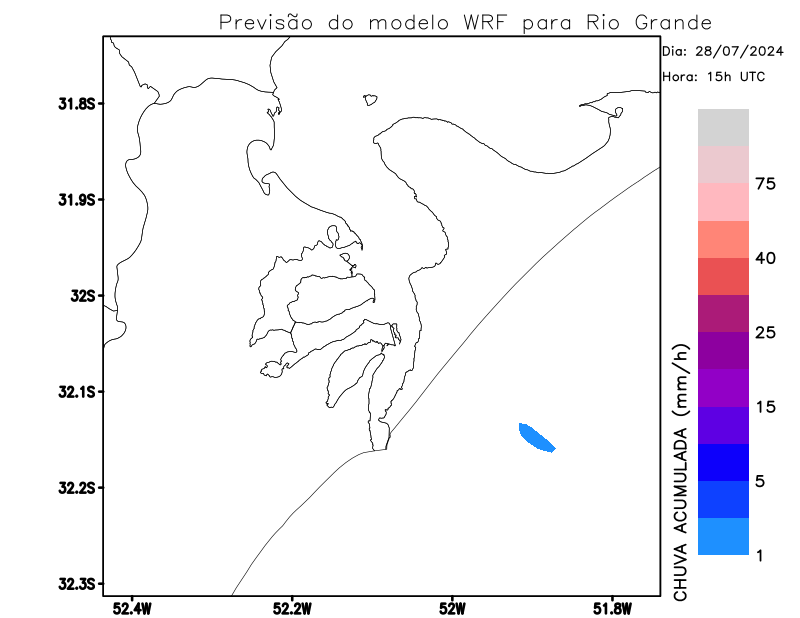 Previsão do modelo WRF para Rio Grande
Dia: 28/07/2024
Hora: 15h UTC
31.8S
31.9S
32S
32.1S
32.2S
32.3S
52.4W
52.2W
52W
51.8W
75
40
25
15
5
1
CHUVA ACUMULADA (mm/h)